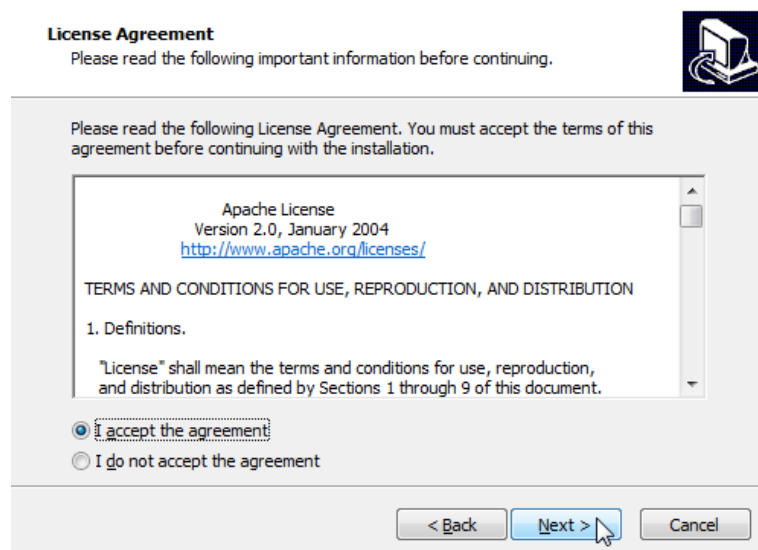 License Agreement
Please read the following important information before continuing.
Please read the following License Agreement. You must accept the terms of this
agreement before continuing with the installation.
Apache License
Version 2.0, January 2004
http://www.apache.org/licenses/
TERMS AND CONDITIONS FOR USE, REPRODUCTION, AND DISTRIBUTION
1. Definitions.
"License" shall mean the terms and conditions for use, reproduction,
and distribution as defined by Sections 1 through 9 of this document.
I accept the agreement
I do not accept the agreement
< Back Next > Cancel